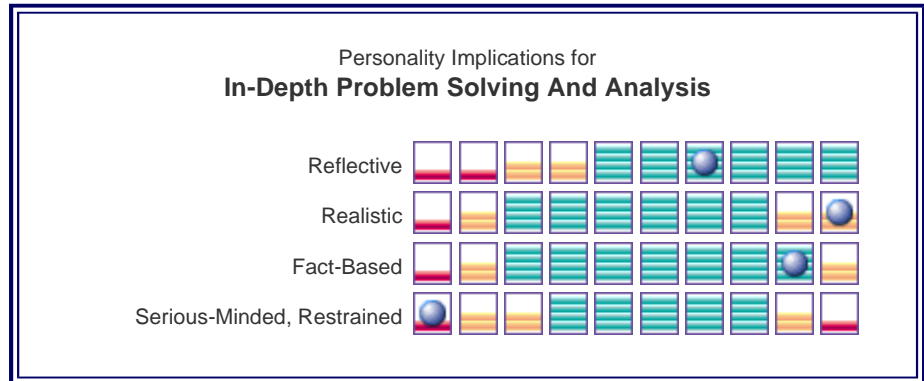 Personality Implications for
In-Depth Problem Solving And Analysis
Reflective
Realistic
Fact-Based
Serious-Minded, Restrained